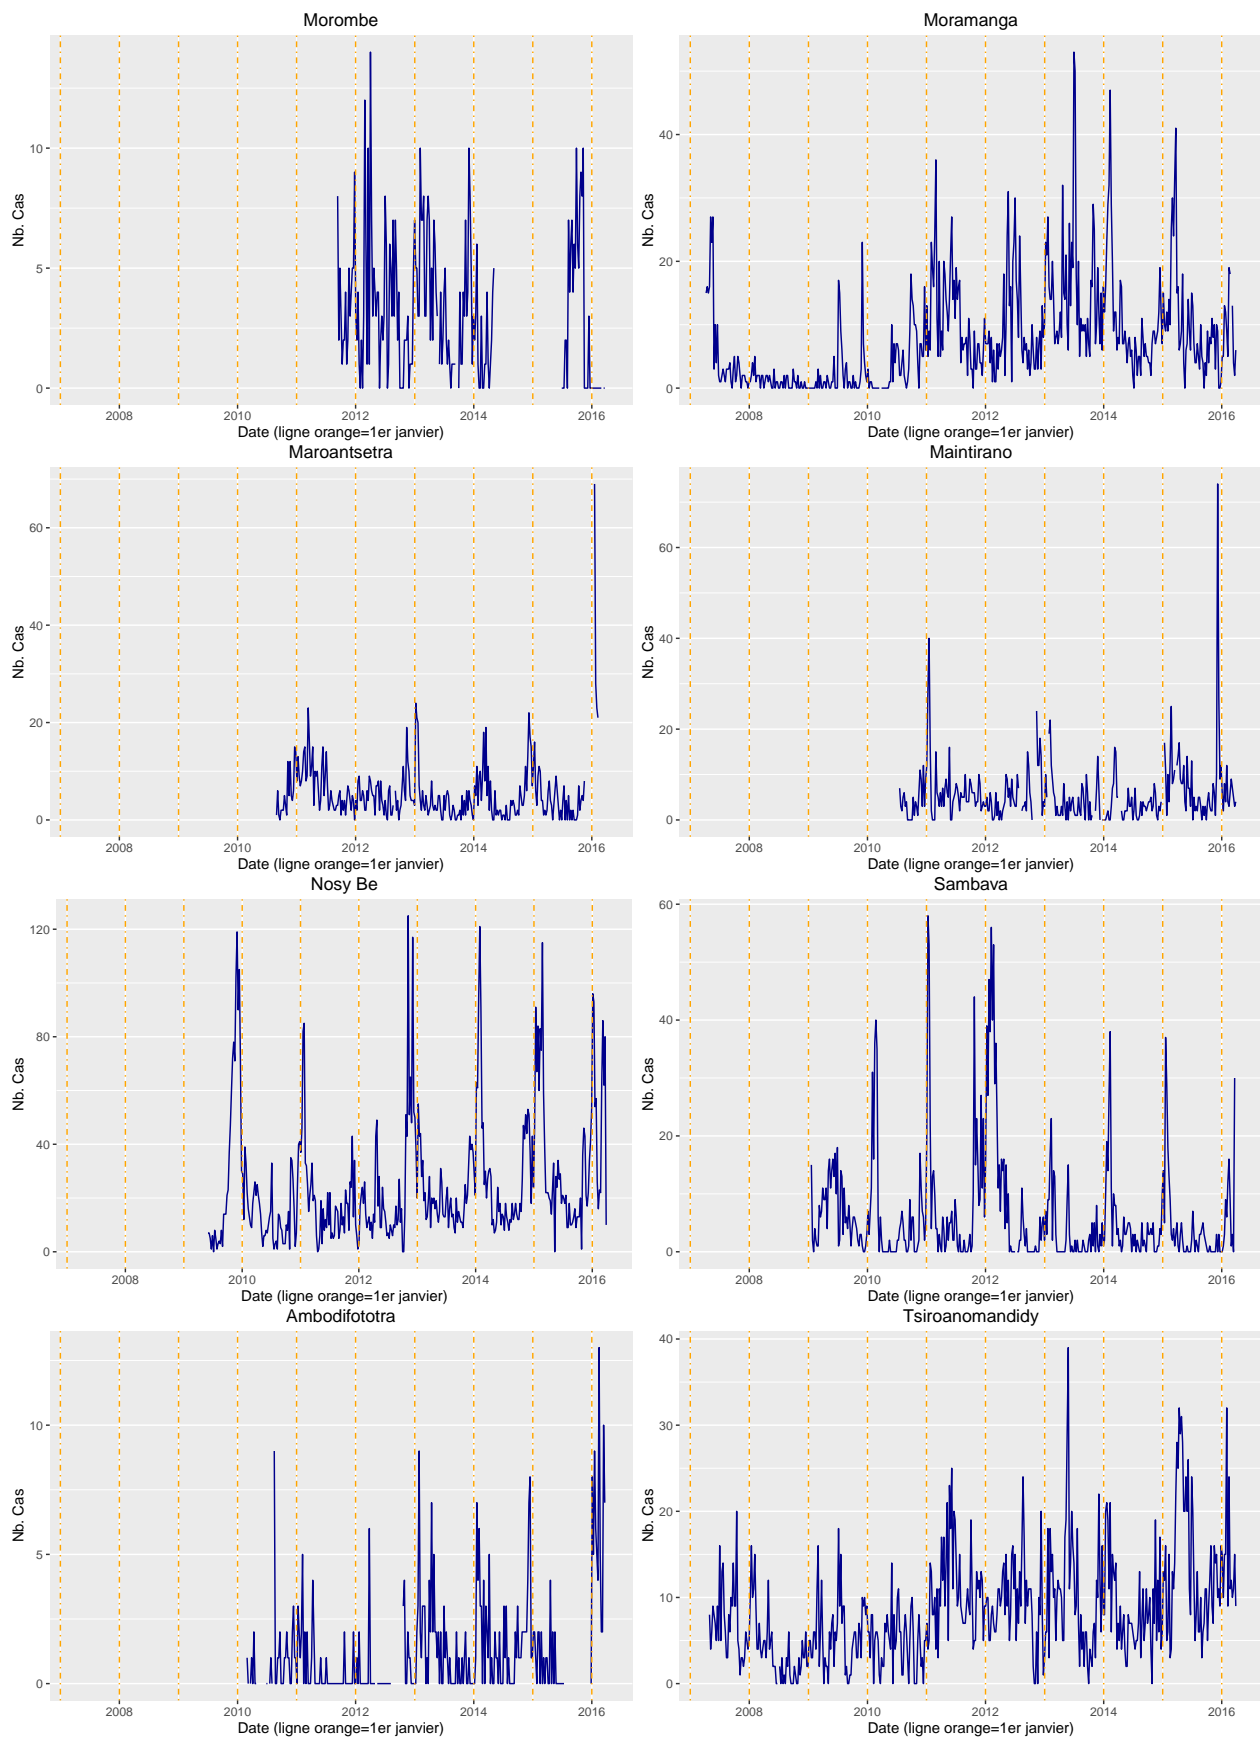 Morombe
Nb. Cas
10
5
0
2008 2010 2012 2014 2016
Date (ligne orange=1er janvier)
Moramanga
Nb. Cas
40
20
0
2008 2010 2012 2014 2016
Date (ligne orange=1er janvier)
Maroantsetra
Nb. Cas
60
40
20
0
2008 2010 2012 2014 2016
Date (ligne orange=1er janvier)
Maintirano
Nb. Cas
60
40
20
0
2008 2010 2012 2014 2016
Date (ligne orange=1er janvier)
Nosy Be
Nb. Cas
120
80
40
0
2008 2010 2012 2014 2016
Date (ligne orange=1er janvier)
Sambava
Nb. Cas
60
40
20
0
2008 2010 2012 2014 2016
Date (ligne orange=1er janvier)
Ambodifototra
Nb. Cas
10
5
0
2008 2010 2012 2014 2016
Date (ligne orange=1er janvier)
Tsiroanomandidy
Nb. Cas
40
30
20
10
0
2008 2010 2012 2014 2016
Date (ligne orange=1er janvier)